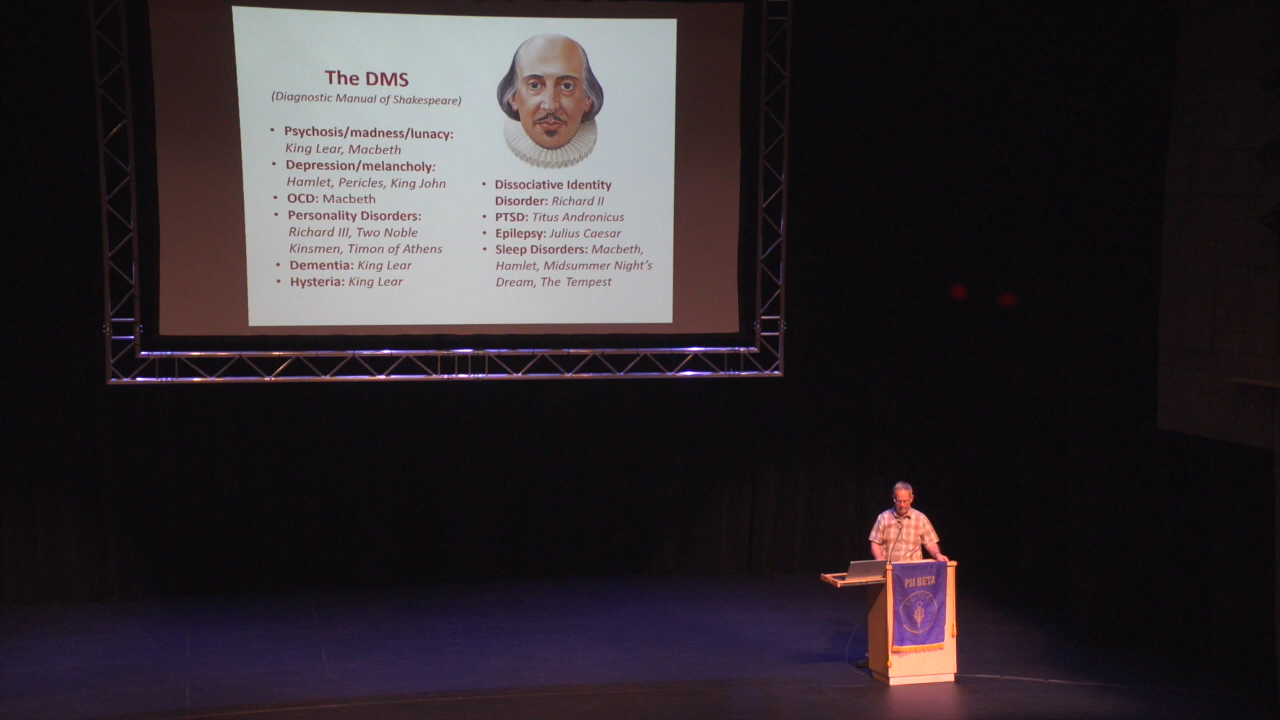 The DMS
(Diagnostic Manual of Shakespeare)
• Psychosis/madness/lunacy:
King Lear, Macbeth
• Depression/melancholy:
Hamlet, Pericles, King John
• OCD: Macbeth
• Personality Disorders:
Richard III, Two Noble
Kinsmen, Timon of Athens
• Dementia: King Lear
• Hysteria: King Lear
• Dissociative Identity
Disorder: Richard II
• PTSD: Titus Andronicus
• Epilepsy: Julius Caesar
• Sleep Disorders: Macbeth,
Hamlet, Midsummer Night's
Dream, The Tempest
PSI BETA